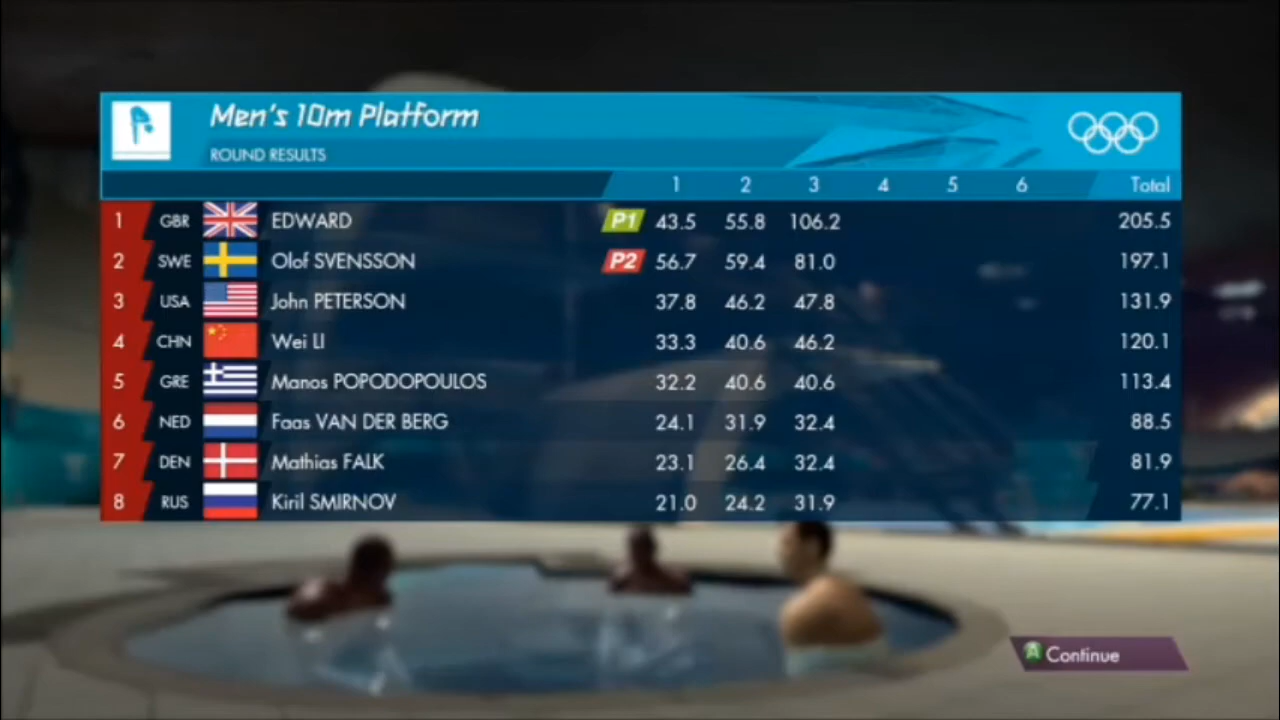 Men's 10m Platform
ROUND RESULTS
1 2 3 4 5 6 Total
1 GBR EDWARD P1 43.5 55.8 106.2 205.5
2 SWE Olof SVENSSON P2 56.7 59.4 81.0 197.1
3 USA John PETERSON 37.8 46.2 47.8 131.9
4 CHN Wei LI 33.3 40.6 46.2 120.1
5 GRE Manos POPODOPOULOS 32.2 40.6 40.6 113.4
6 NED Faas VAN DER BERG 24.1 31.9 32.4 88.5
7 DEN Mathias FALK 23.1 26.4 32.4 81.9
8 RUS Kiril SMIRNOV 21.0 24.2 31.9 77.1
A Continue